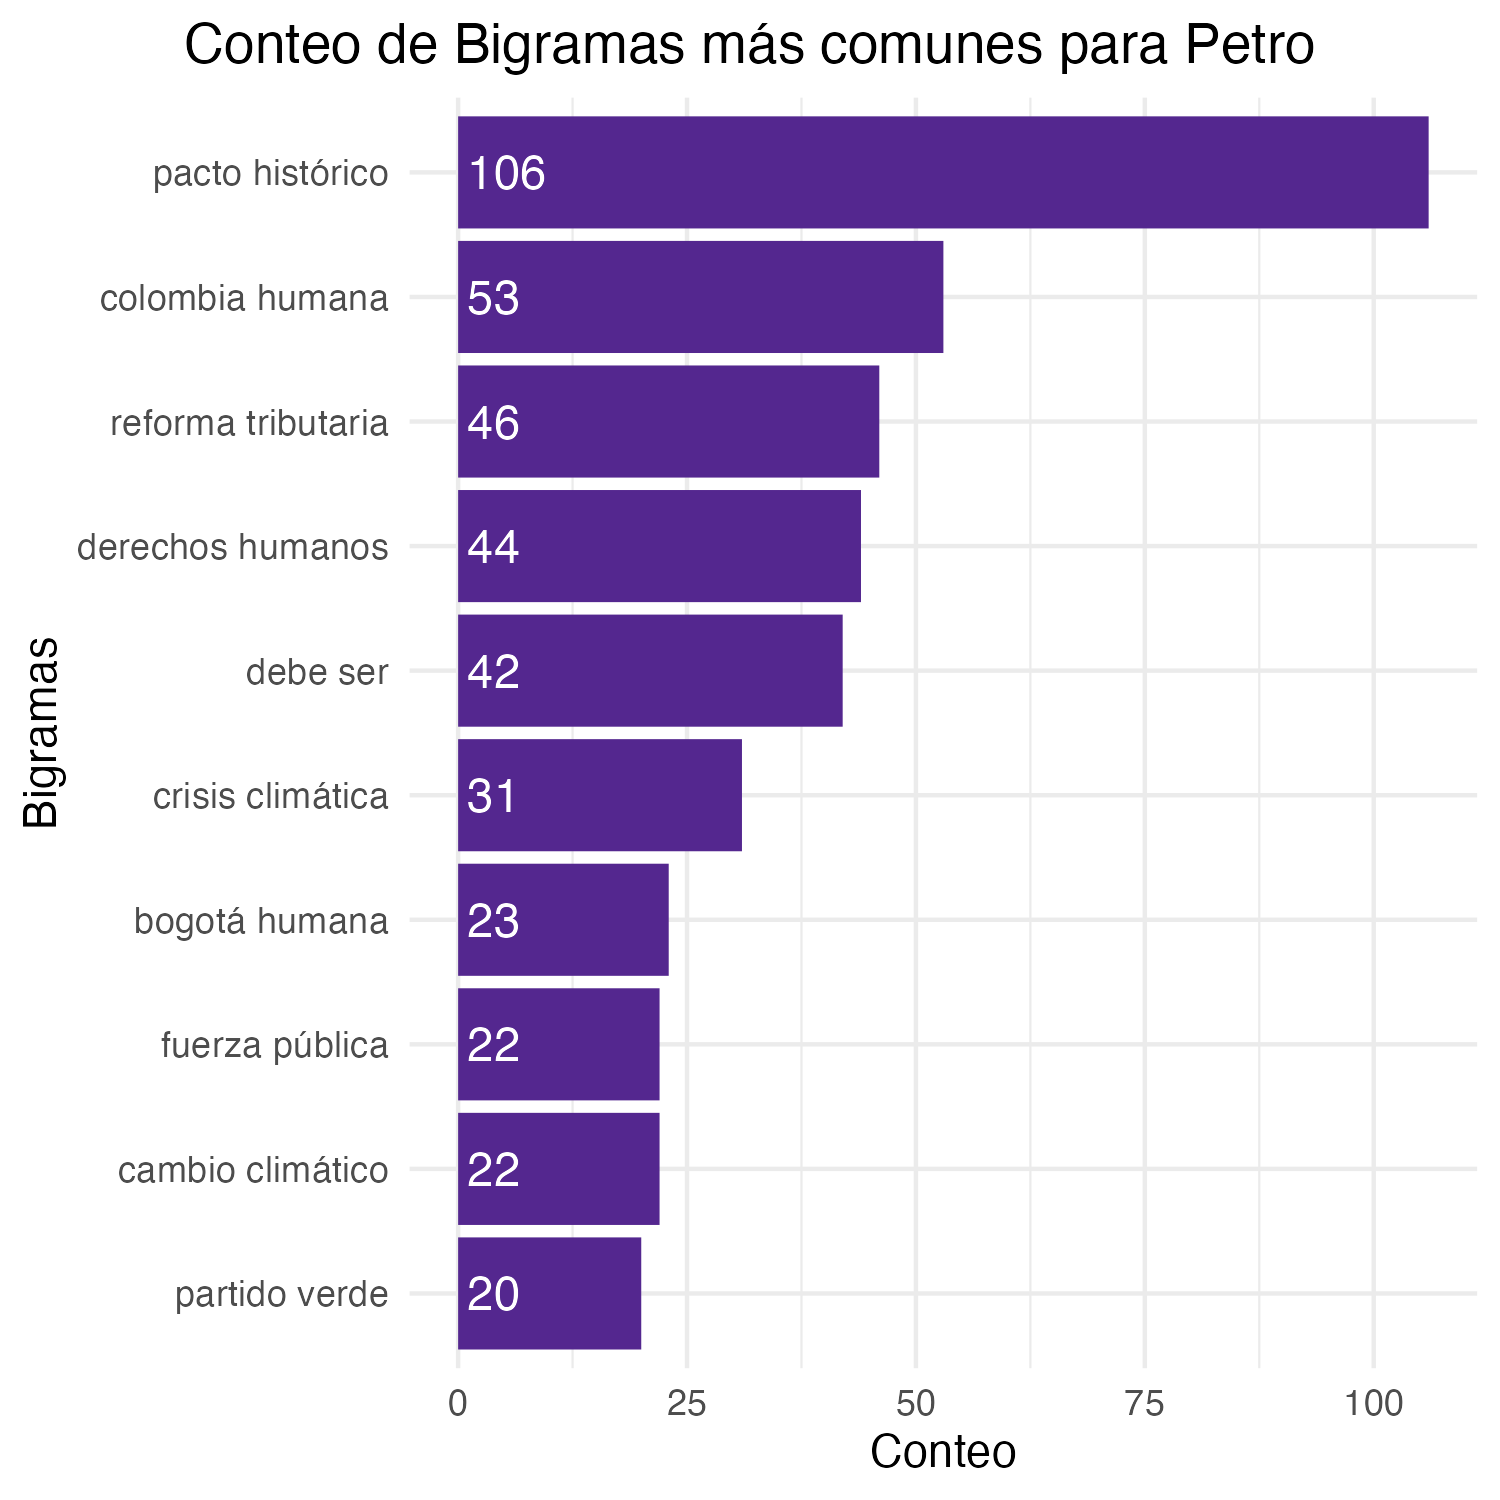 Conteo de Bigramas más comunes para Petro
Bigramas
pacto histórico 106
colombia humana 53
reforma tributaria 46
derechos humanos 44
debe ser 42
crisis climática 31
bogotá humana 23
fuerza pública 22
cambio climático 22
partido verde 20
0 25 50 75 100
Conteo